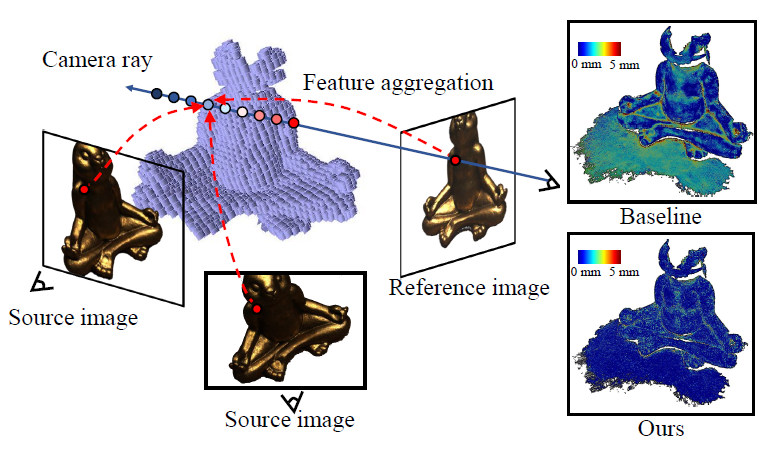 Camera ray
Feature aggregation
0 mm 5 mm
Baseline
Source image
Reference image
0 mm 5 mm
Source image
Ours